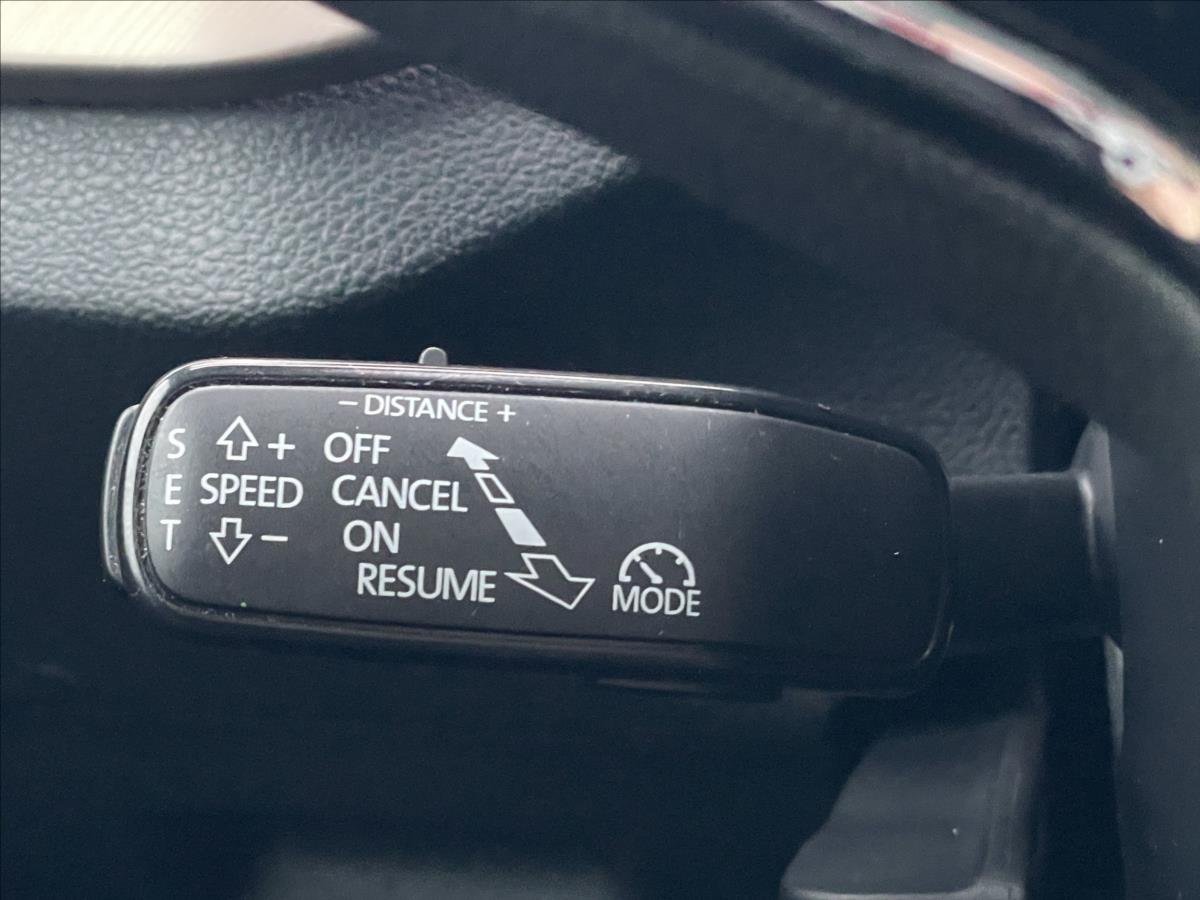 - DISTANCE +
S + OFF
E SPEED CANCEL
T - ON
RESUME
MODE